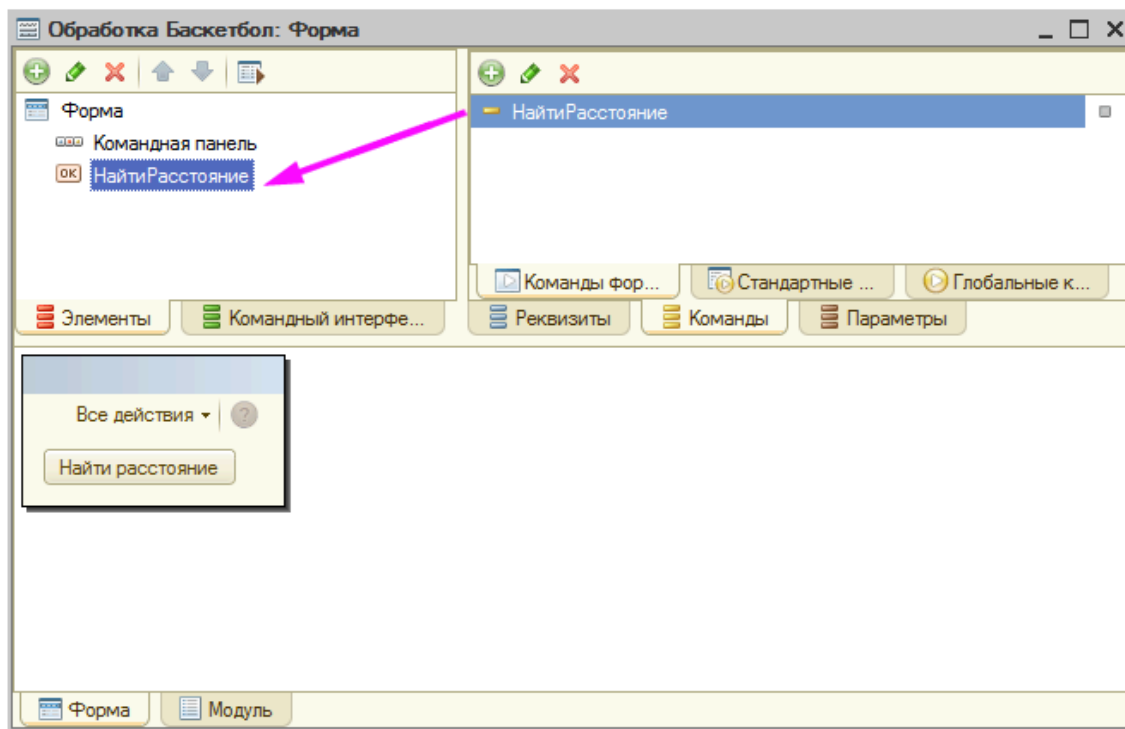 Обработка Баскетбол: Форма
Форма
Командная панель
OK НайтиРасстояние
НайтиРасстояние
Команды фор...
Стандартные ...
Глобальные к...
Элементы
Командный интерфе...
Реквизиты
Команды
Параметры
Все действия
?
Найти расстояние
Форма
Модуль